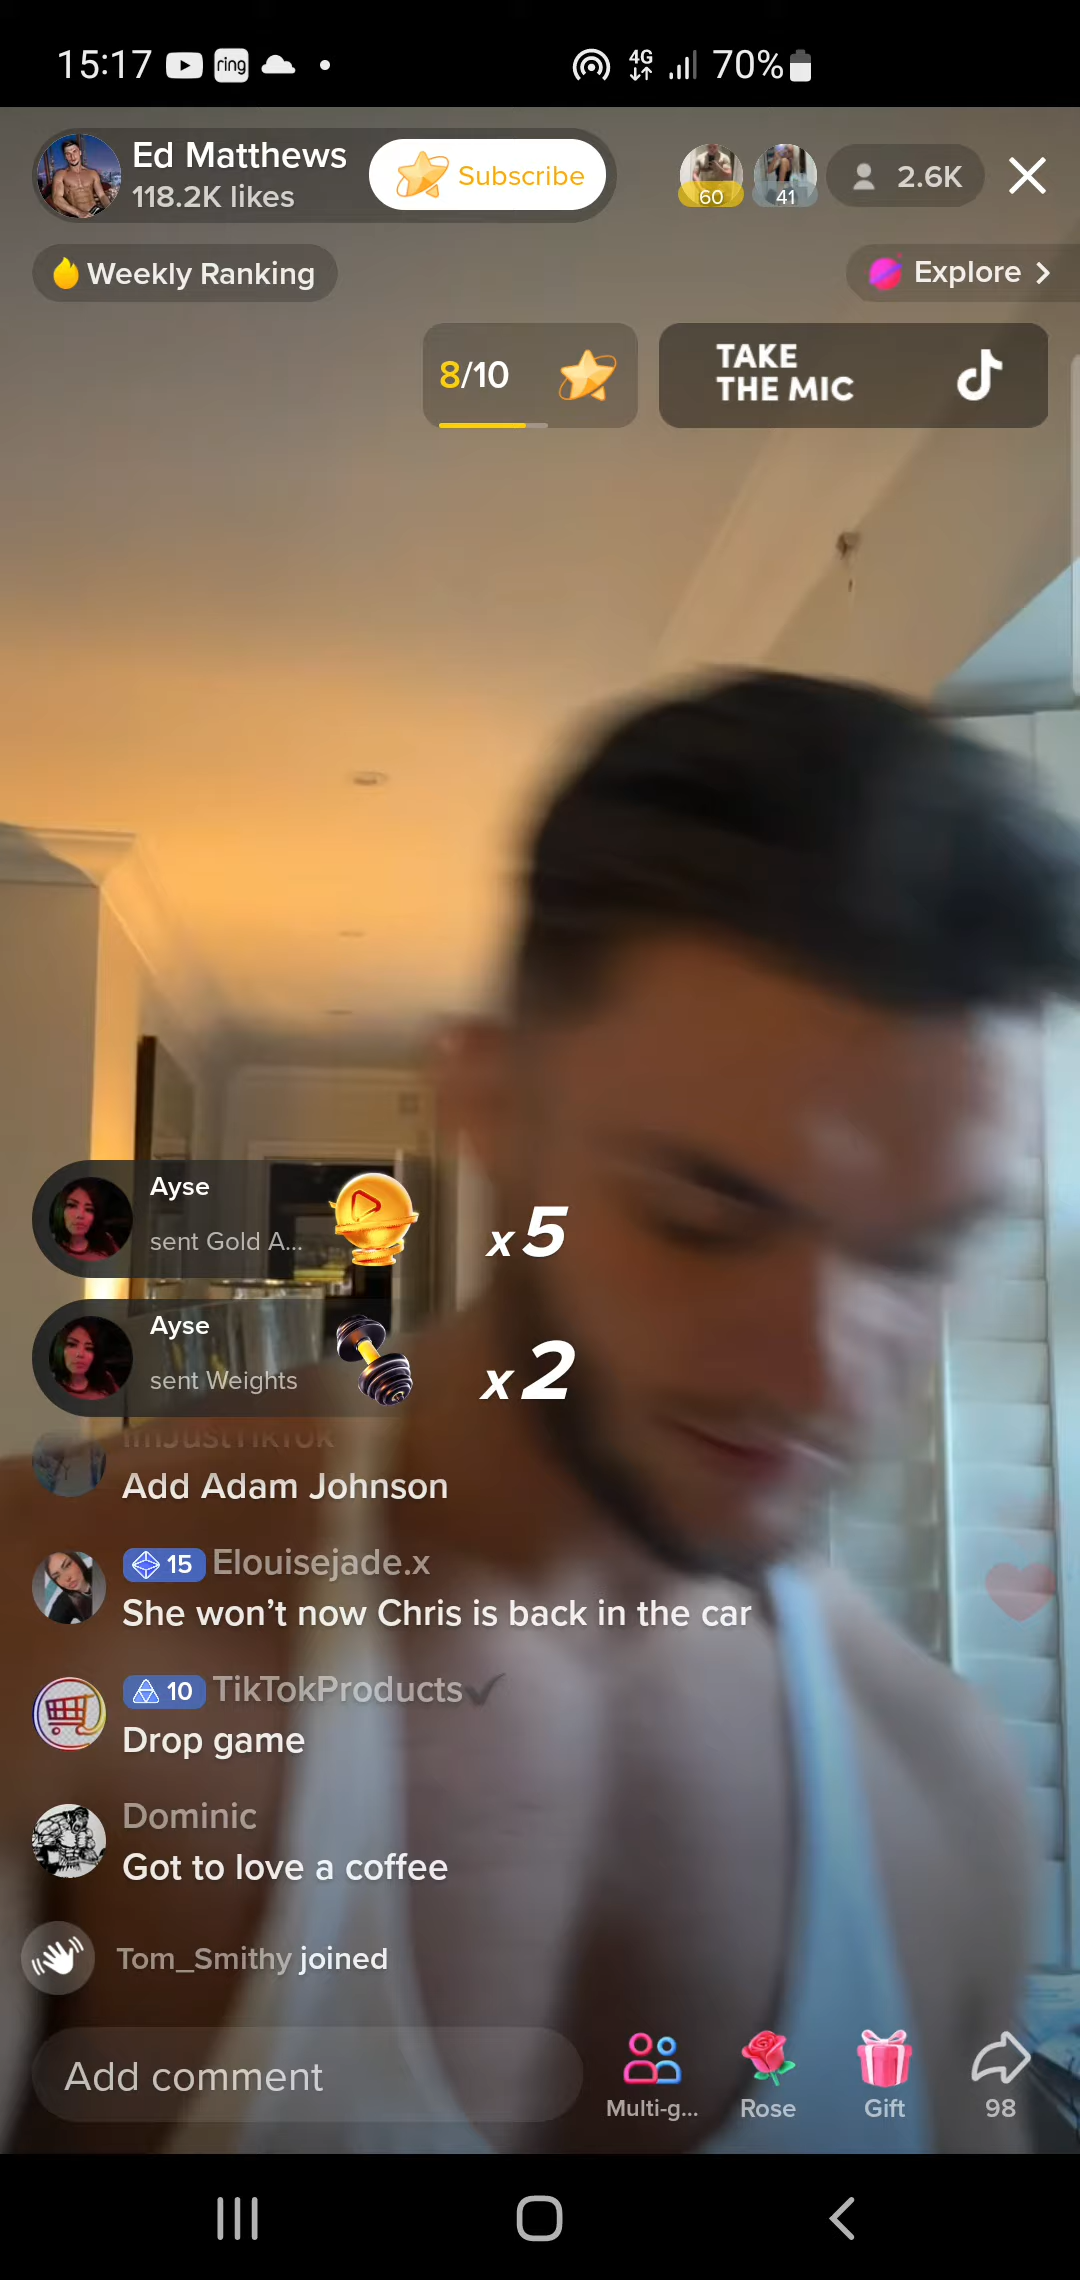 15:17 ring 4G 70%
Ed Matthews
118.2K likes
Subscribe
60
41
2.6K
Weekly Ranking
Explore
8/10
TAKE
THE MIC
Ayse
sent Gold A...
x5
Ayse
sent Weights
x2
ImJustTikTok
Add Adam Johnson
15 Elouisejade.x
She won’t now Chris is back in the car
10 TikTokProducts✔
Drop game
Dominic
Got to love a coffee
Tom_Smithy joined
Add comment
Multi-g...
Rose
Gift
98